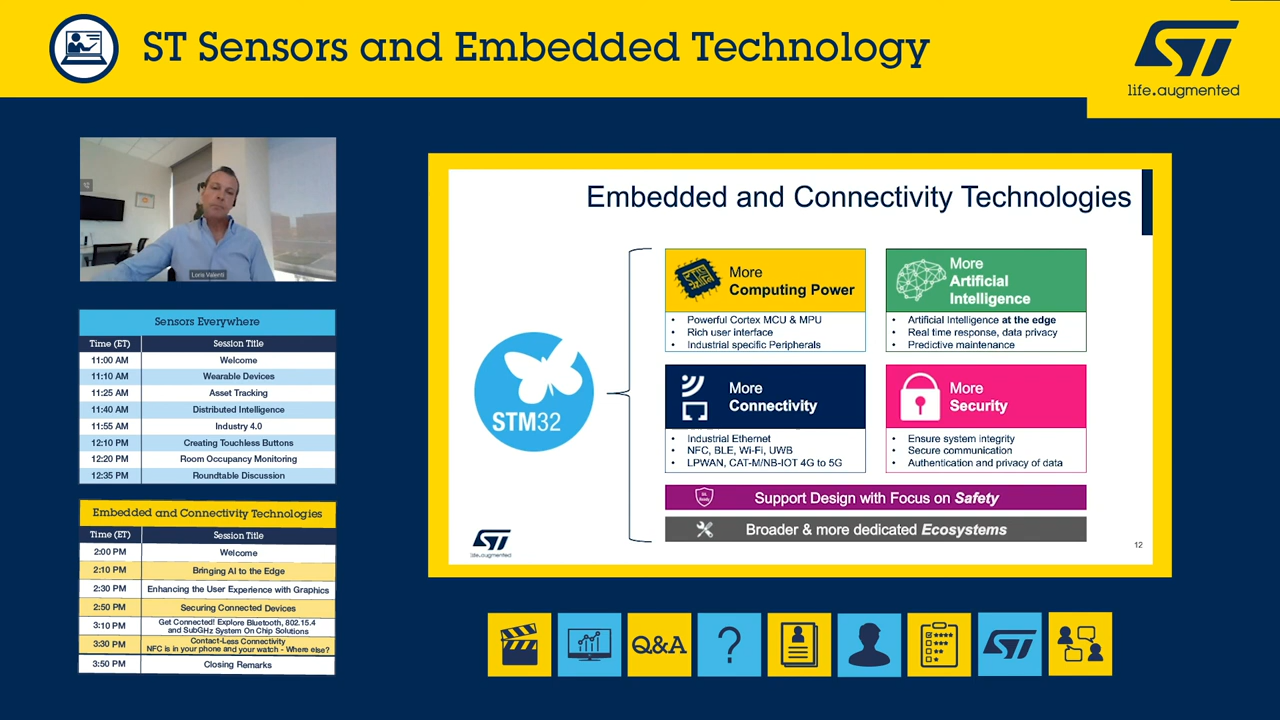 ST Sensors and Embedded Technology
ST
life.augmented
Loris Valenti
Sensors Everywhere
Time (ET) Session Title
11:00 AM Welcome
11:10 AM Wearable Devices
11:25 AM Asset Tracking
11:40 AM Distributed Intelligence
11:55 AM Industry 4.0
12:10 PM Creating Touchless Buttons
12:20 PM Room Occupancy Monitoring
12:35 PM Roundtable Discussion
Embedded and Connectivity Technologies
Time (ET) Session Title
2:00 PM Welcome
2:10 PM Bringing AI to the Edge
2:30 PM Enhancing the User Experience with Graphics
2:50 PM Securing Connected Devices
3:10 PM Get Connected! Explore Bluetooth, 802.15.4
and SubGHz System On Chip Solutions
3:30 PM Contact-Less Connectivity
NFC is in your phone and your watch - Where else?
3:50 PM Closing Remarks
Embedded and Connectivity Technologies
STM32
More
Computing Power
• Powerful Cortex MCU & MPU
• Rich user interface
• Industrial specific Peripherals
More
Artificial
Intelligence
• Artificial Intelligence at the edge
• Real time response, data privacy
• Predictive maintenance
More
Connectivity
• Industrial Ethernet
• NFC, BLE, Wi-Fi, UWB
• LPWAN, CAT-M/NB-IOT 4G to 5G
More
Security
• Ensure system integrity
• Secure communication
• Authentication and privacy of data
Support Design with Focus on Safety
Broader & more dedicated Ecosystems
ST
life.augmented
12
Q&A
?
ST